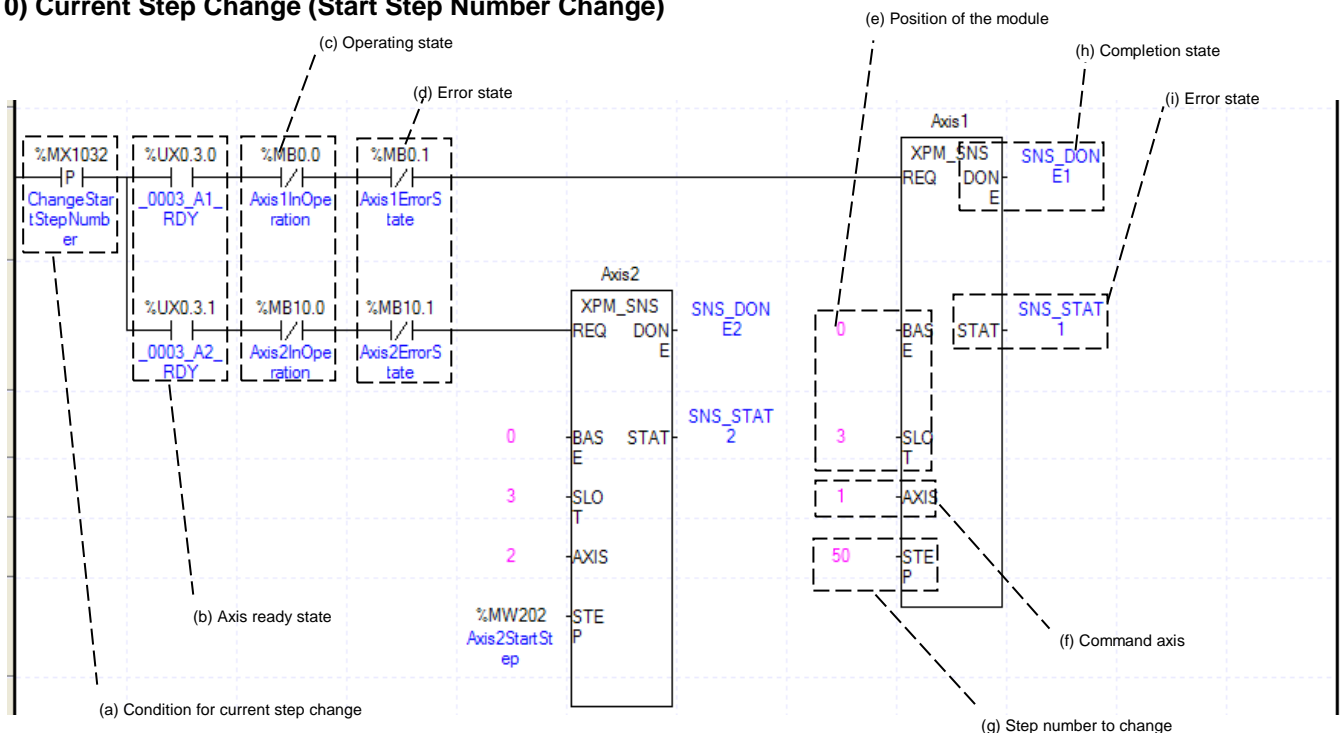 0) Current Step Change (Start Step Number Change)
(e) Position of the module
(c) Operating state
(h) Completion state
(d) Error state
(i) Error state
Axis1
%MX1032
%UX0.3.0
%MB0.0
%MB0.1
XPM_SNS
SNS_DON
E1
P
REQ
DON
E
ChangeStar
tStepNumb
er
_0003_A1_
RDY
Axis1InOpe
ration
Axis1ErrorS
tate
Axis2
%UX0.3.1
%MB10.0
%MB10.1
XPM_SNS
SNS_DON
E2
REQ
DON
E
0
BAS
E
STAT
SNS_STAT
1
_0003_A2_
RDY
Axis2InOpe
ration
Axis2ErrorS
tate
0
BAS
E
STAT
SNS_STAT
2
3
SLO
T
3
SLO
T
1
AXIS
2
AXIS
50
STE
P
(b) Axis ready state
%MW202
Axis2StartSt
ep
STE
P
(f) Command axis
(a) Condition for current step change
(g) Step number to change